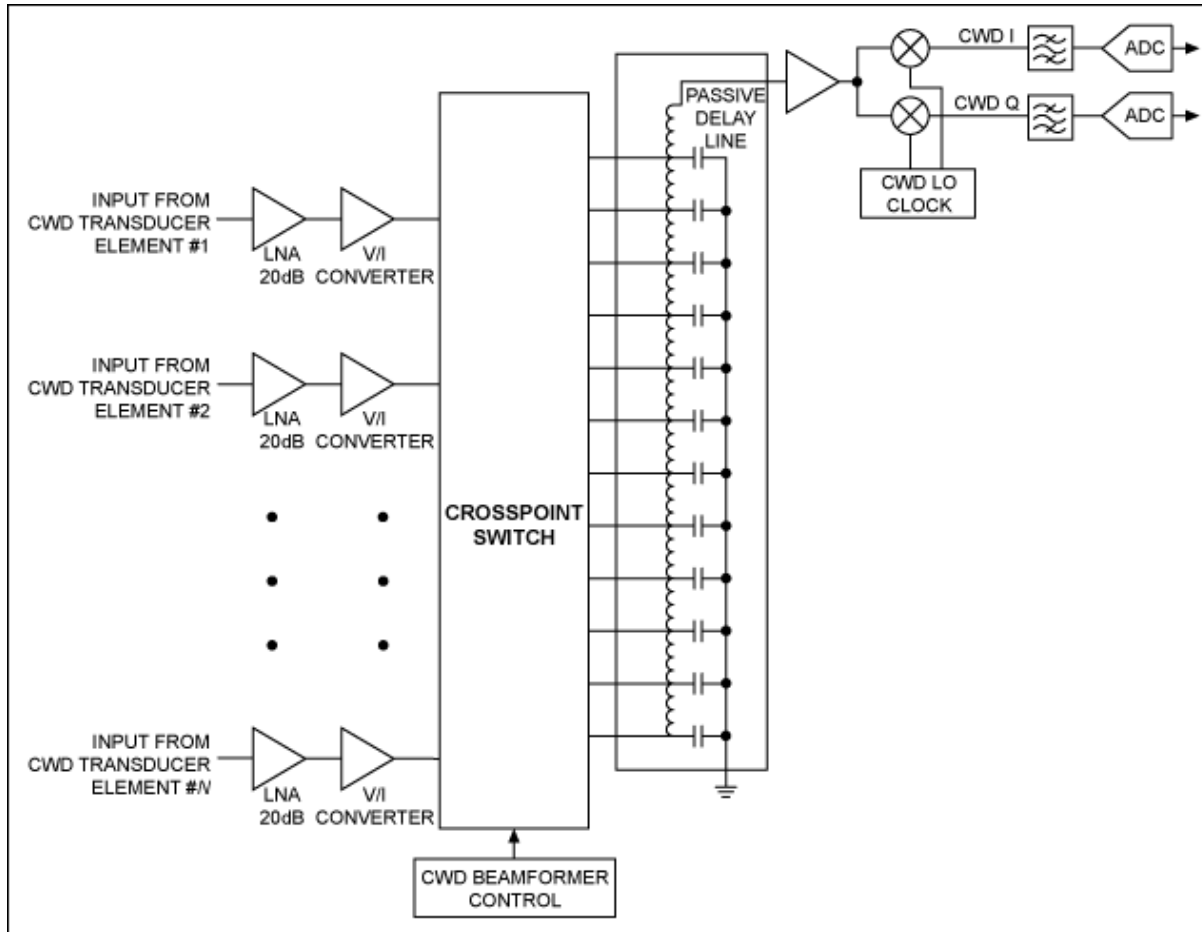 CWD I
ADC
PASSIVE
DELAY
LINE
CWD Q
ADC
CWD LO
CLOCK
INPUT FROM
CWD TRANSDUCER
ELEMENT #1
LNA
20dB
V/I
CONVERTER
INPUT FROM
CWD TRANSDUCER
ELEMENT #2
LNA
20dB
V/I
CONVERTER
CROSSPOINT
SWITCH
INPUT FROM
CWD TRANSDUCER
ELEMENT #N
LNA
20dB
V/I
CONVERTER
CWD BEAMFORMER
CONTROL